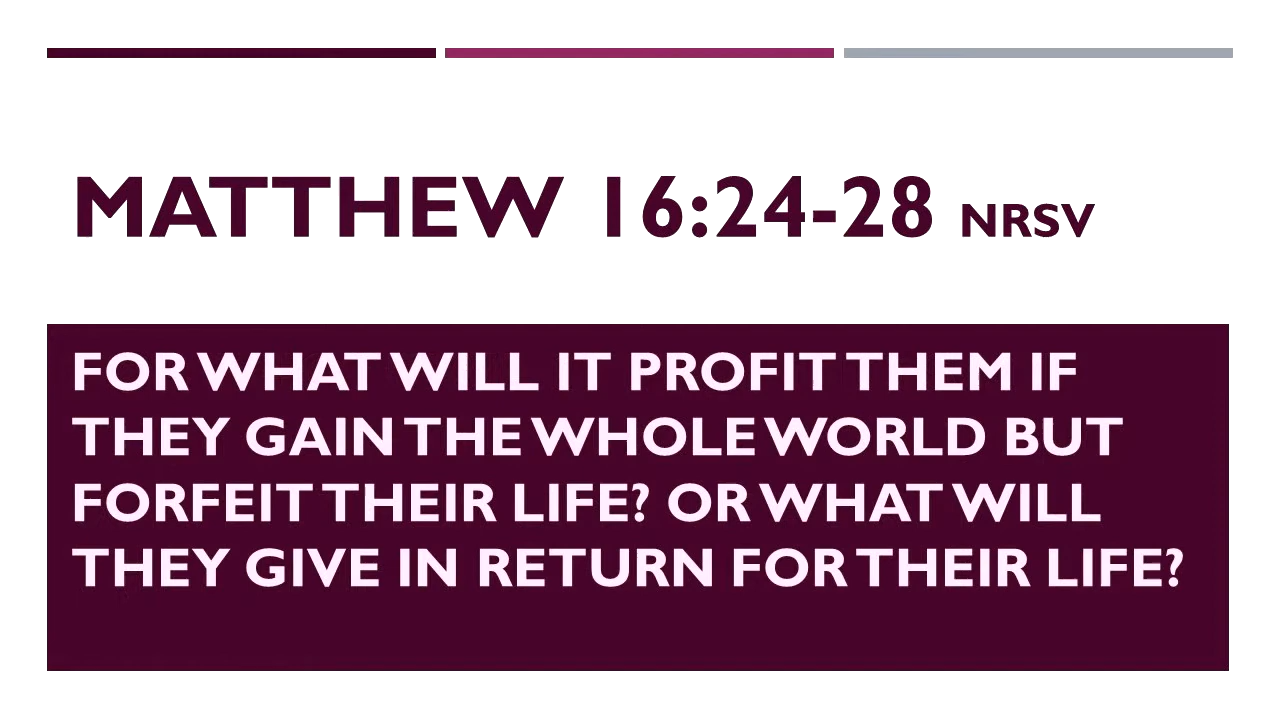 MATTHEW 16:24-28 NRSV
FOR WHAT WILL IT PROFIT THEM IF
THEY GAIN THE WHOLE WORLD BUT
FORFEIT THEIR LIFE? OR WHAT WILL
THEY GIVE IN RETURN FOR THEIR LIFE?